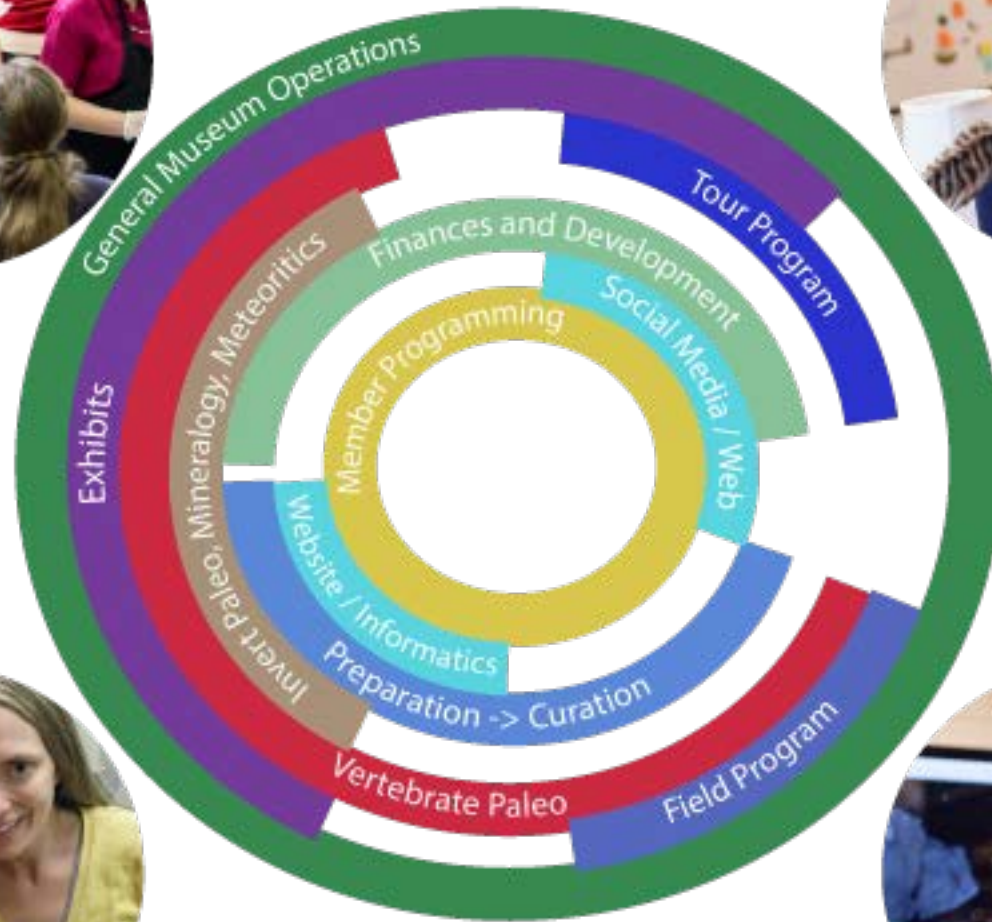 General Museum Operations
Exhibits
Tour Program
Finances and Development
Social Media / Web
Member Programming
Invert Paleo, Mineralogy, Meteoritics
Website / Informatics
Preparation -> Curation
Vertebrate Paleo
Field Program